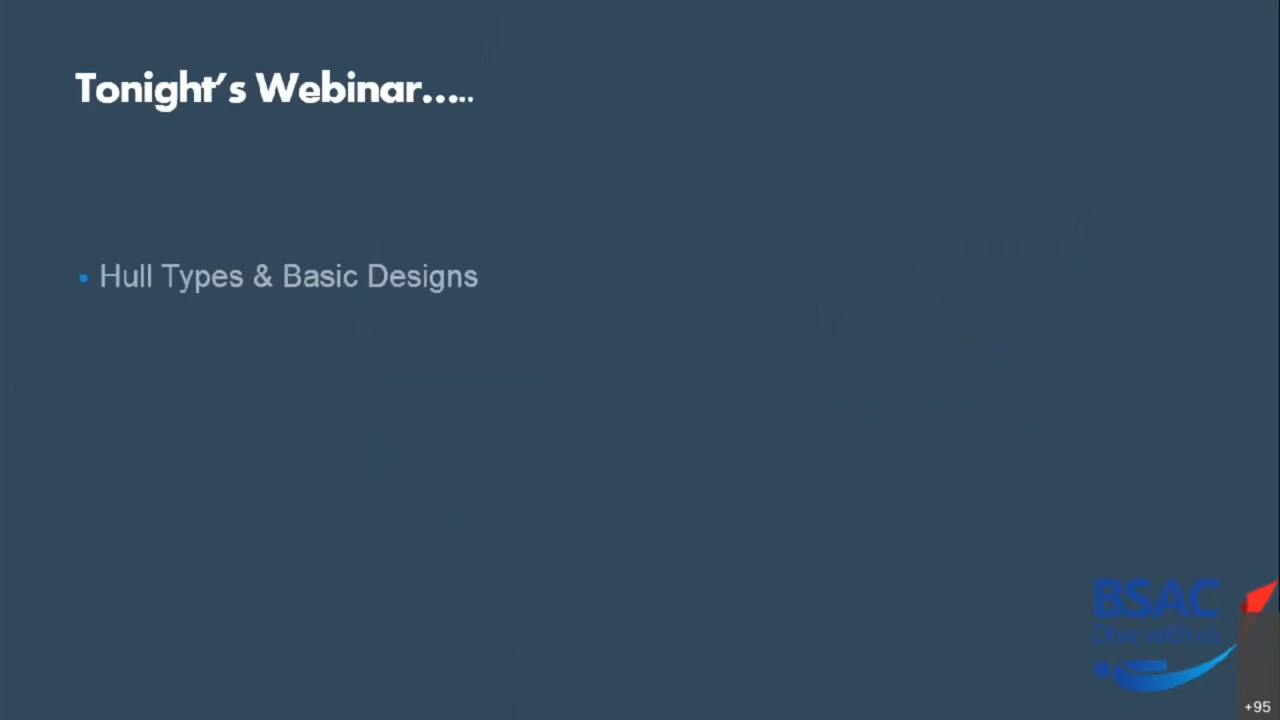 Tonight's Webinar.....
• Hull Types & Basic Designs
BSAC
Dive with us
+95